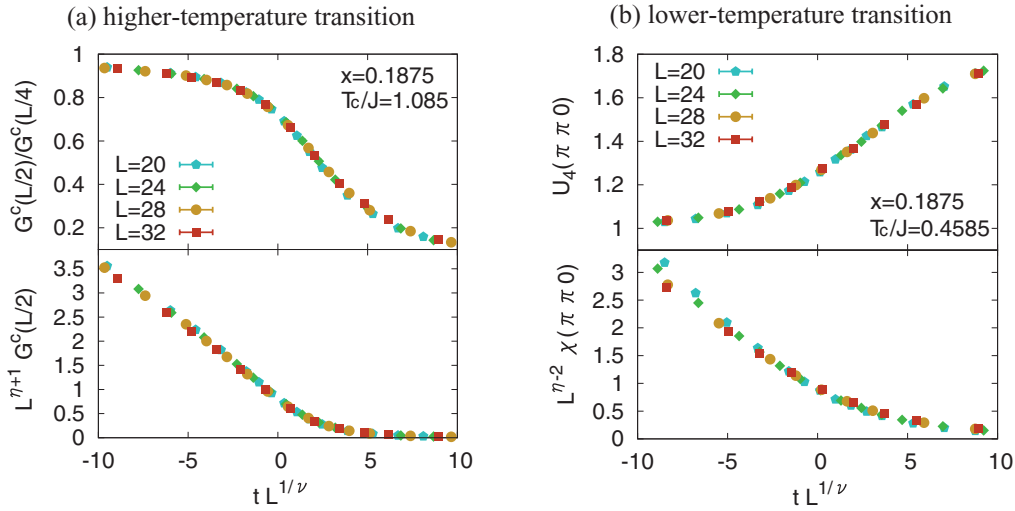 (a) higher-temperature transition
G^c(L/2)/G^c(L/4)
1
0.8
0.6
0.4
0.2
x=0.1875
Tc/J=1.085
L=20
L=24
L=28
L=32
L^{η+1} G^c(L/2)
3.5
3
2.5
2
1.5
1
0.5
0
-10 -5 0 5 10
t L^{1/ν}
(b) lower-temperature transition
U_4(π π 0)
1.8
1.6
1.4
1.2
1
L=20
L=24
L=28
L=32
x=0.1875
Tc/J=0.4585
L^{η-2} χ(π π 0)
3
2.5
2
1.5
1
0.5
0
-10 -5 0 5 10
t L^{1/ν}